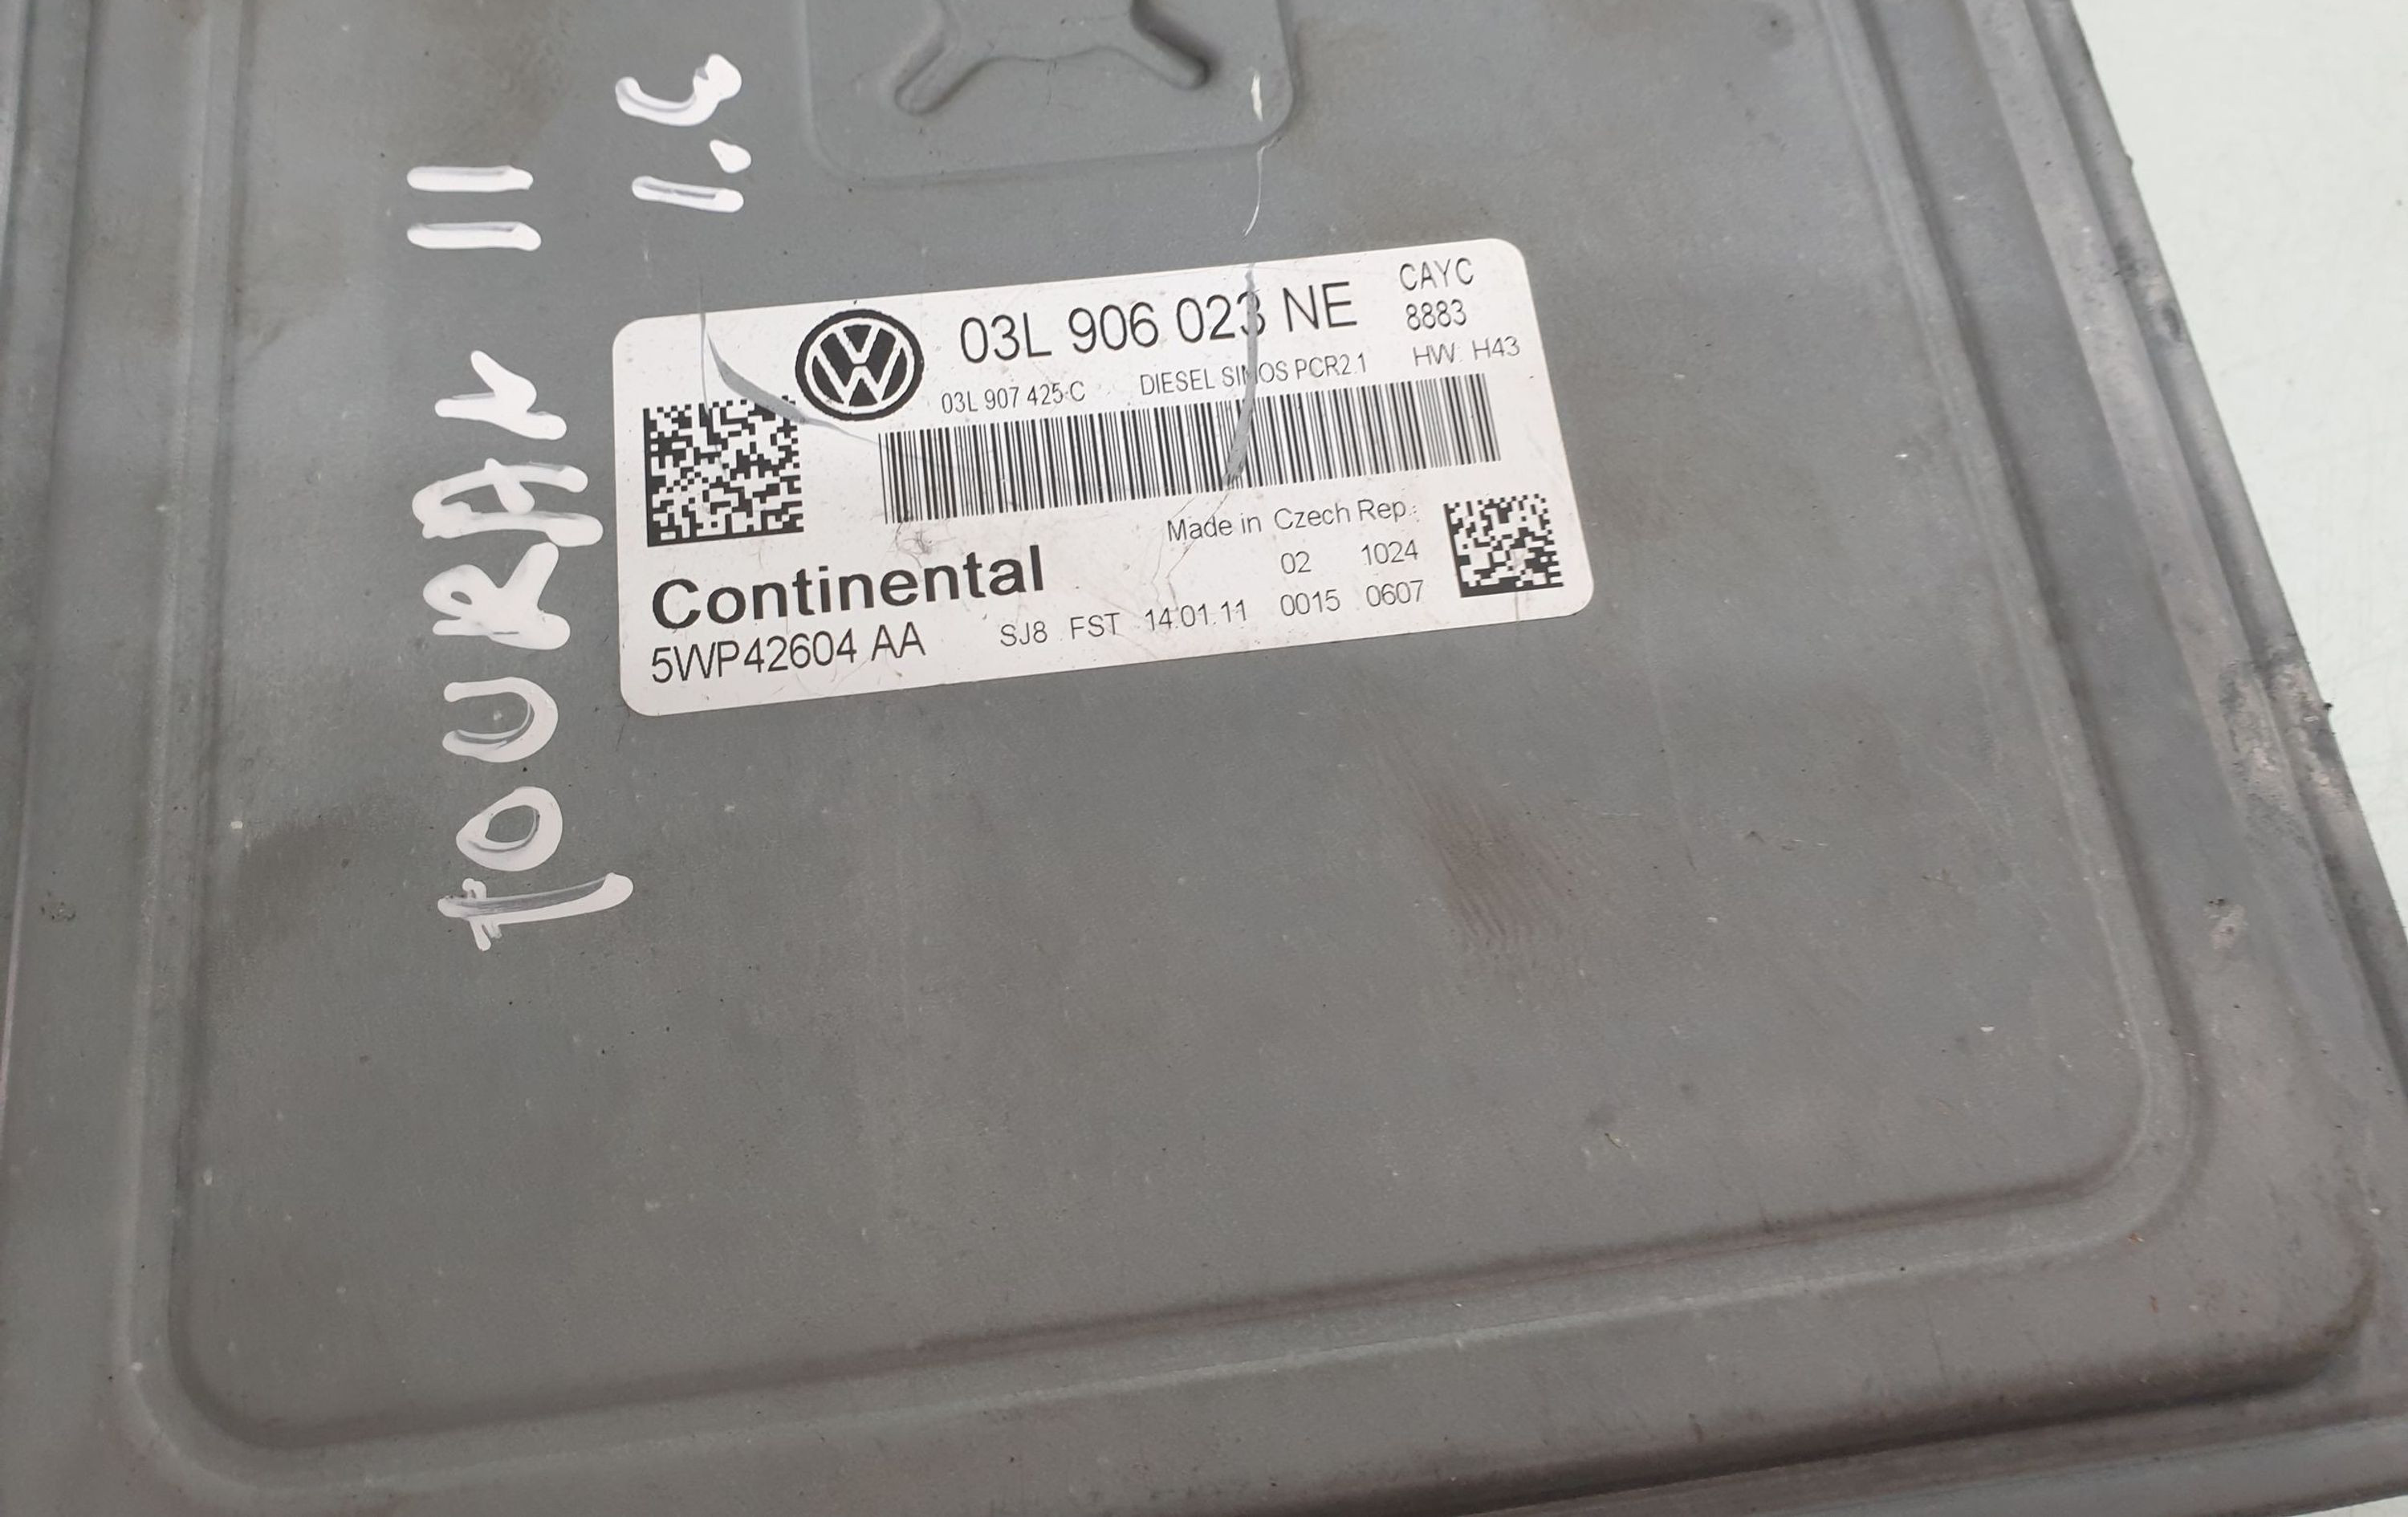 TOURAN 11
1.6
03L 906 023 NE
CAYC
8883
03L 907 425 C DIESEL SIMOS PCR2.1 HW: H43
Made in Czech Rep.
Continental 02 1024
5WP42604 AA SJ8 FST 14.01.11 0015 0607